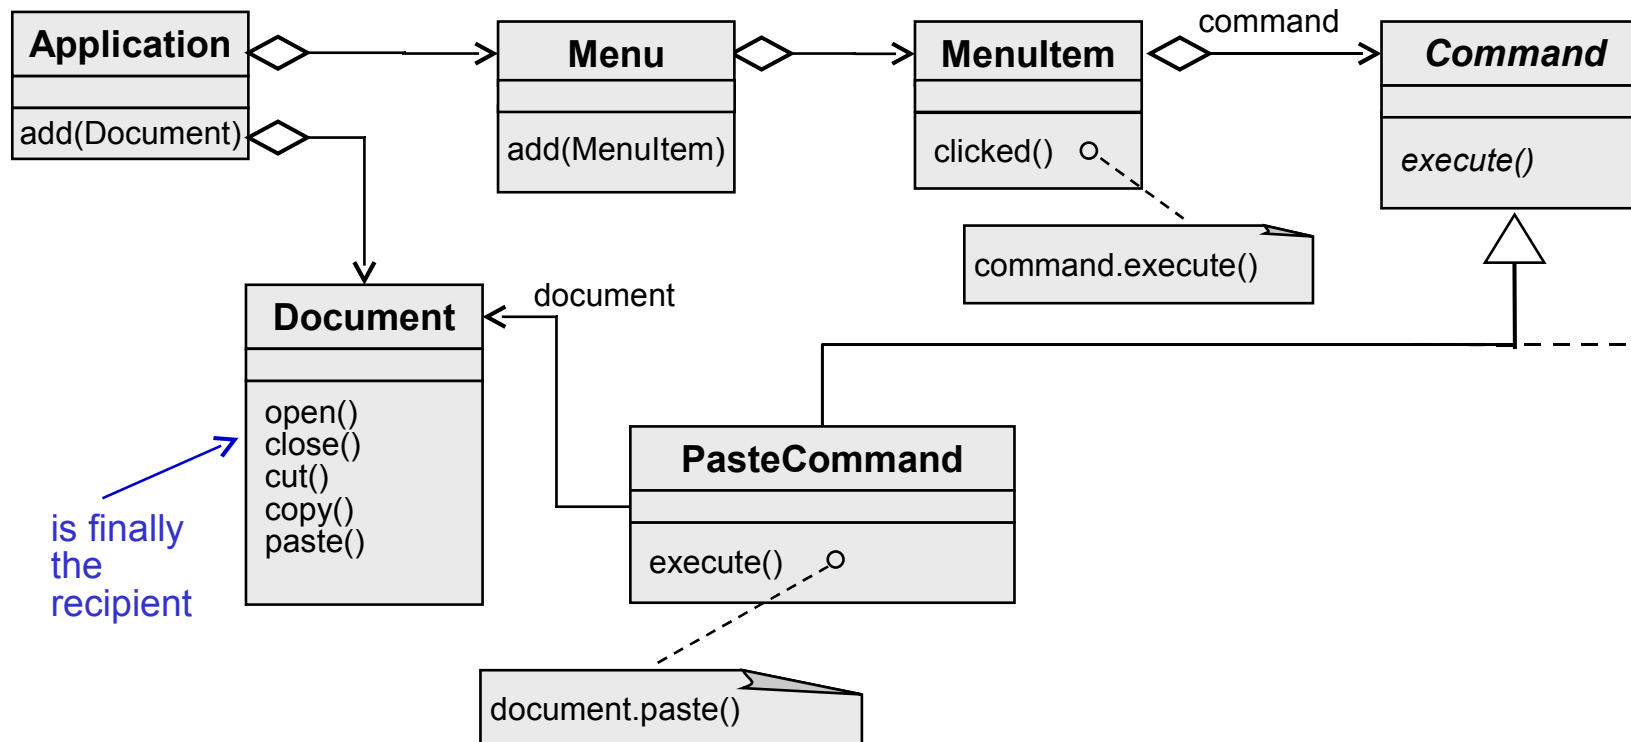 Application
add(Document)
Menu
add(MenuItem)
MenuItem
clicked()
command
Command
execute()
command.execute()
document
Document
open()
close()
cut()
copy()
paste()
is finally
the
recipient
PasteCommand
execute()
document.paste()